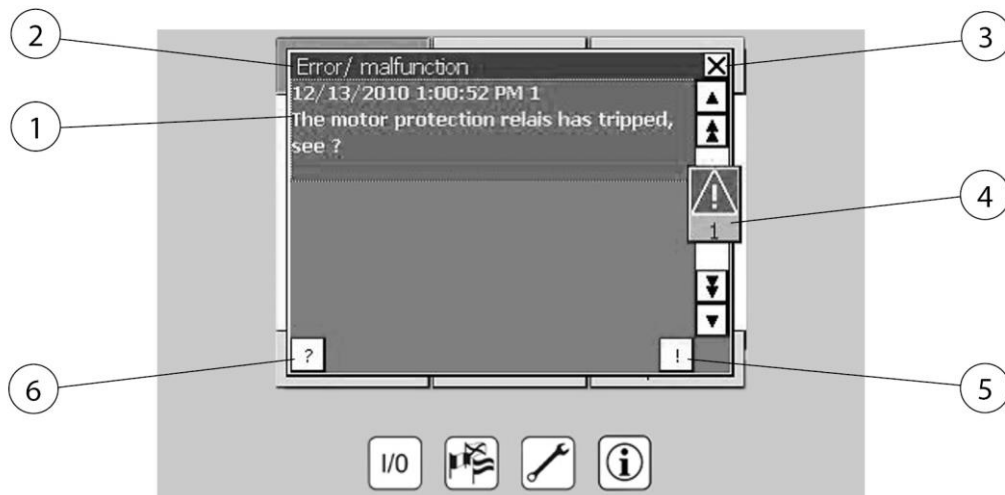 2
3
Error/ malfunction
12/13/2010 1:00:52 PM 1
1
The motor protection relais has tripped,
see ?
4
1
?
!
6
5
I/0
i